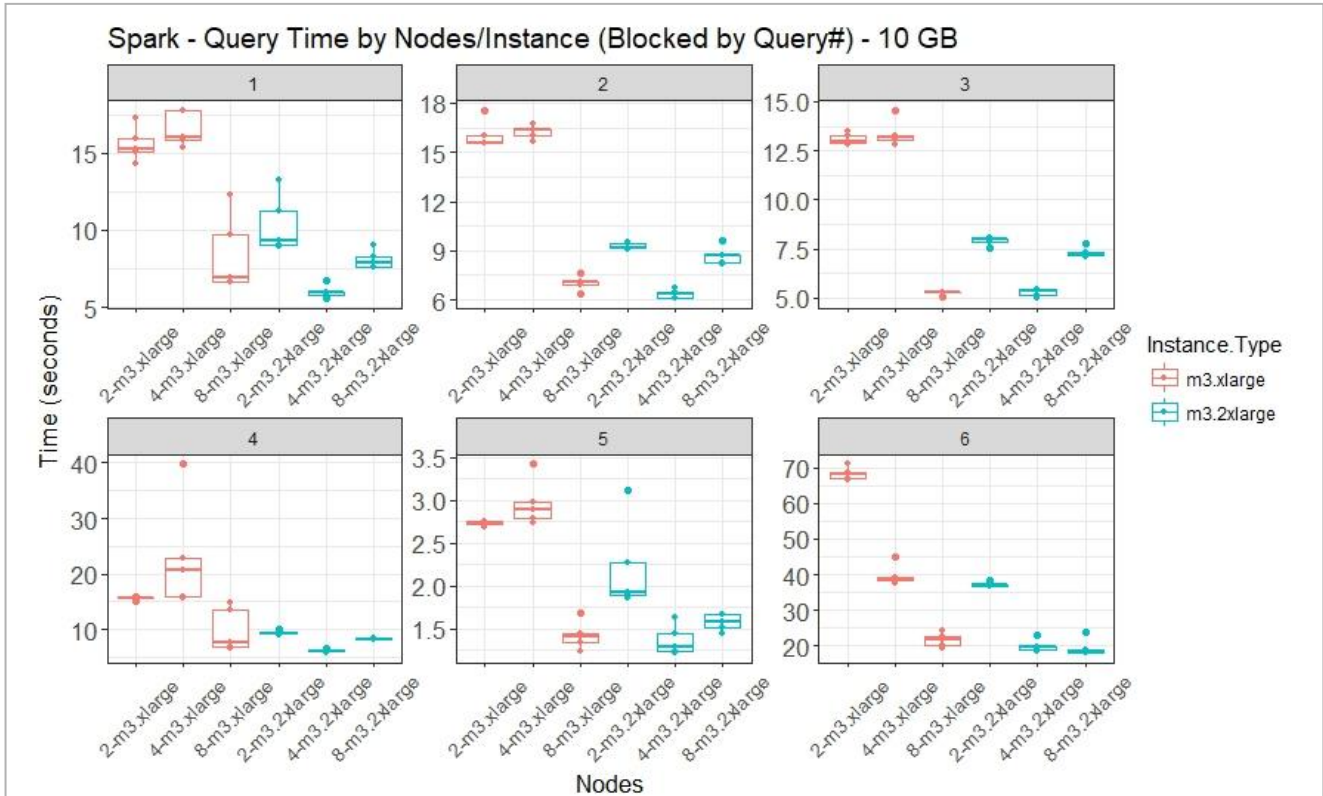 Spark - Query Time by Nodes/Instance (Blocked by Query#) - 10 GB
1
2
3
15
10
5
18
15
12
9
6
15.0
12.5
10.0
7.5
5.0
2-m3.xlarge
4-m3.xlarge
8-m3.xlarge
2-m3.2xlarge
4-m3.2xlarge
8-m3.2xlarge
2-m3.xlarge
4-m3.xlarge
8-m3.xlarge
2-m3.2xlarge
4-m3.2xlarge
8-m3.2xlarge
2-m3.xlarge
4-m3.xlarge
8-m3.xlarge
2-m3.2xlarge
4-m3.2xlarge
8-m3.2xlarge
Time (seconds)
Instance.Type
m3.xlarge
m3.2xlarge
4
5
6
40
30
20
10
3.5
3.0
2.5
2.0
1.5
70
60
50
40
30
20
2-m3.xlarge
4-m3.xlarge
8-m3.xlarge
2-m3.2xlarge
4-m3.2xlarge
8-m3.2xlarge
2-m3.xlarge
4-m3.xlarge
8-m3.xlarge
2-m3.2xlarge
4-m3.2xlarge
8-m3.2xlarge
2-m3.xlarge
4-m3.xlarge
8-m3.xlarge
2-m3.2xlarge
4-m3.2xlarge
8-m3.2xlarge
Nodes